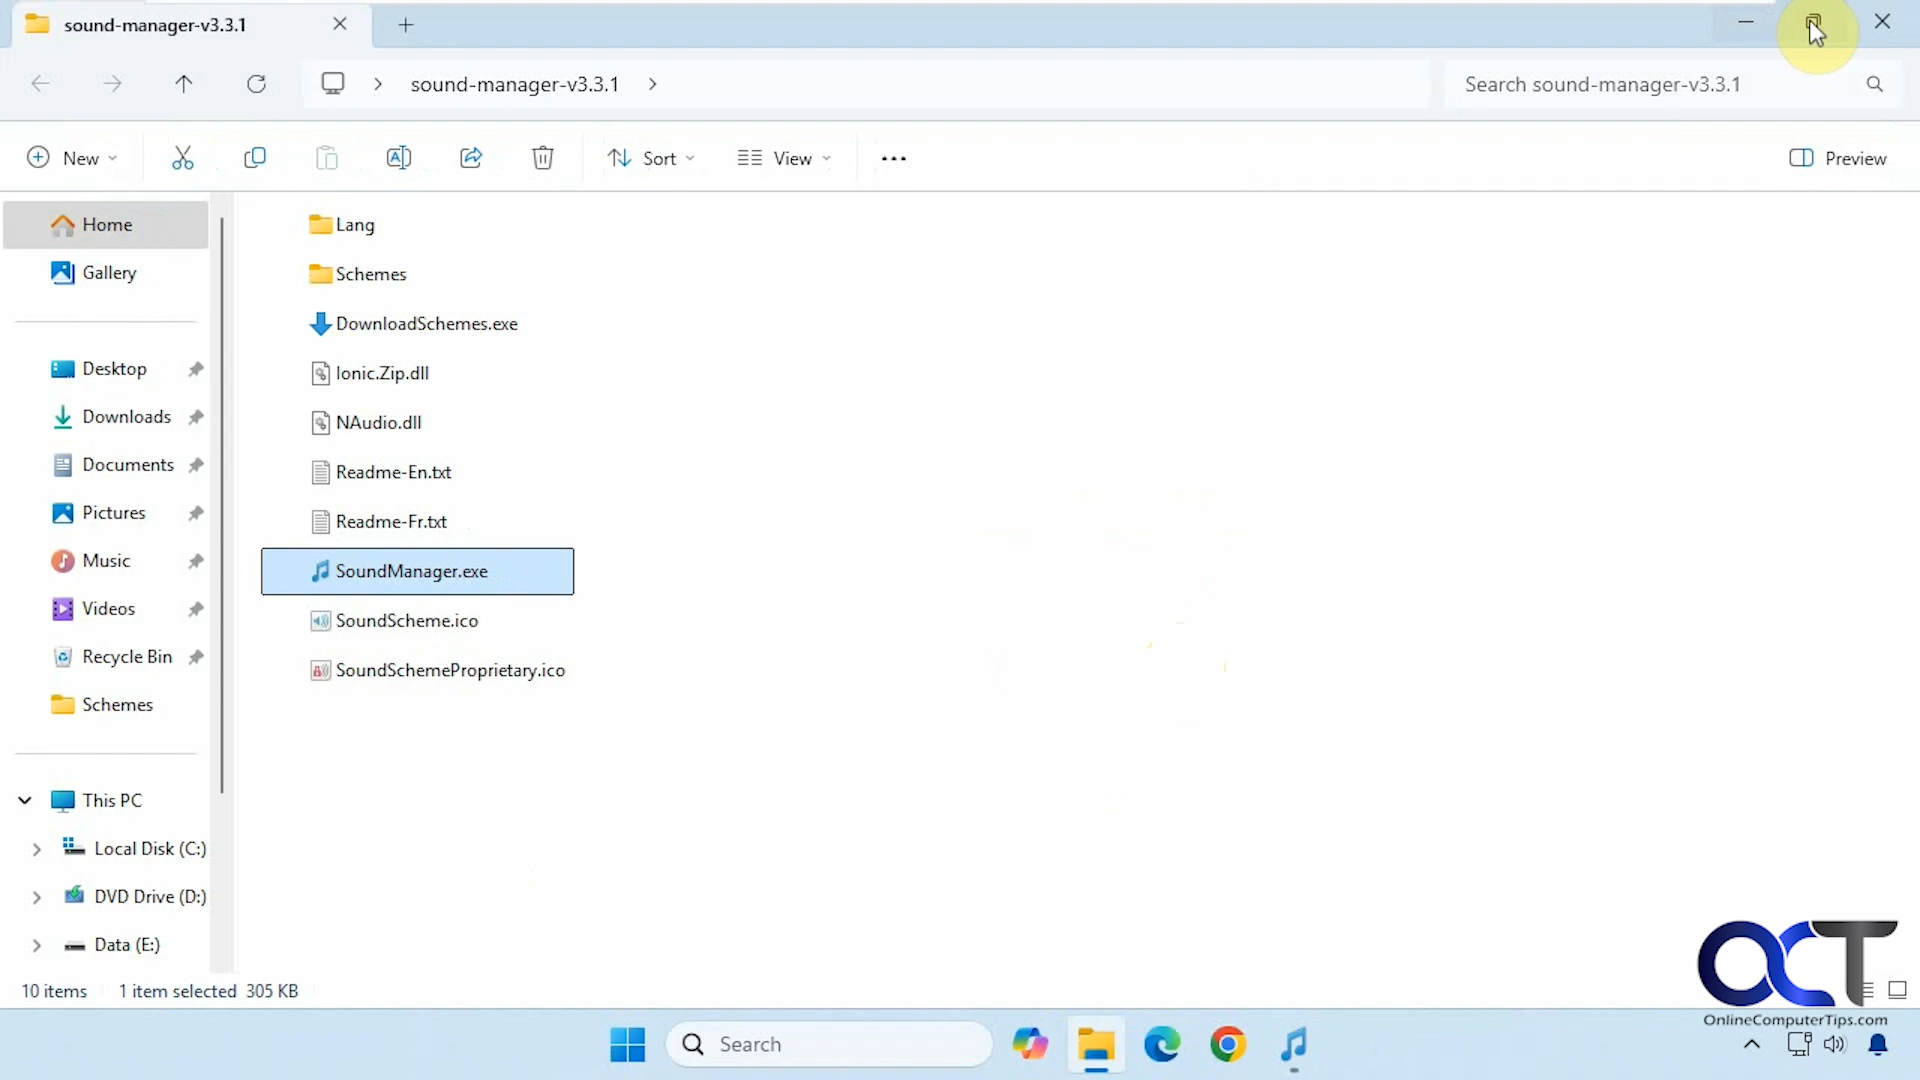 sound-manager-v3.3.1
sound-manager-v3.3.1
Search sound-manager-v3.3.1
New
Sort
View
Preview
Home
Gallery
Desktop
Downloads
Documents
Pictures
Music
Videos
Recycle Bin
Schemes
This PC
Local Disk (C:)
DVD Drive (D:)
Data (E:)
Lang
Schemes
DownloadSchemes.exe
Ionic.Zip.dll
NAudio.dll
Readme-En.txt
Readme-Fr.txt
SoundManager.exe
SoundScheme.ico
SoundSchemeProprietary.ico
10 items 1 item selected 305 KB
OCT
OnlineComputerTips.com
Search